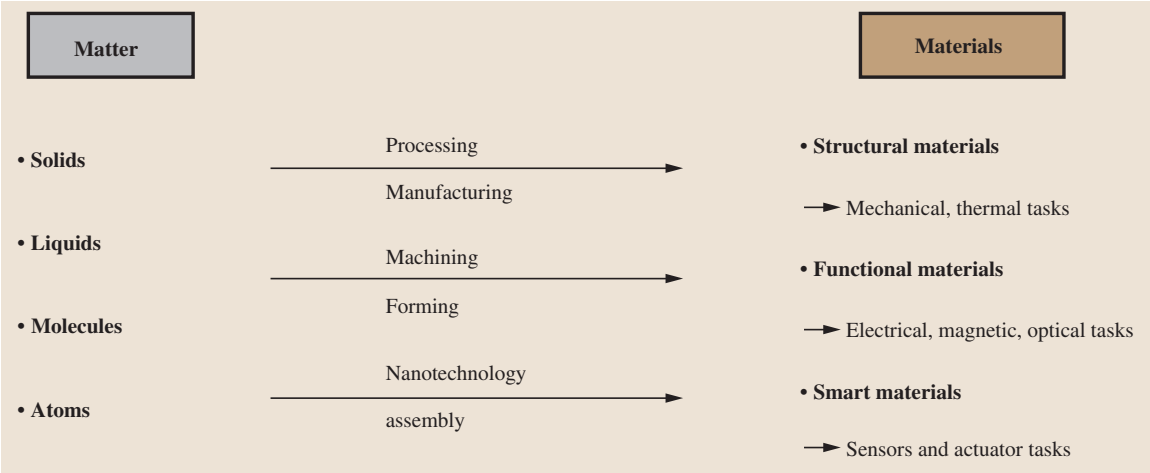 Matter
Materials
• Solids
• Liquids
• Molecules
• Atoms
Processing
Manufacturing
Machining
Forming
Nanotechnology
assembly
• Structural materials
Mechanical, thermal tasks
• Functional materials
Electrical, magnetic, optical tasks
• Smart materials
Sensors and actuator tasks